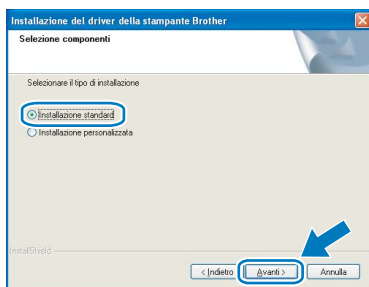 Installazione del driver della stampante Brother
Selezione componenti
Selezionare il tipo di installazione
Installazione standard
Installazione personalizzata
InstallShield
< Indietro
Avanti >
Annulla